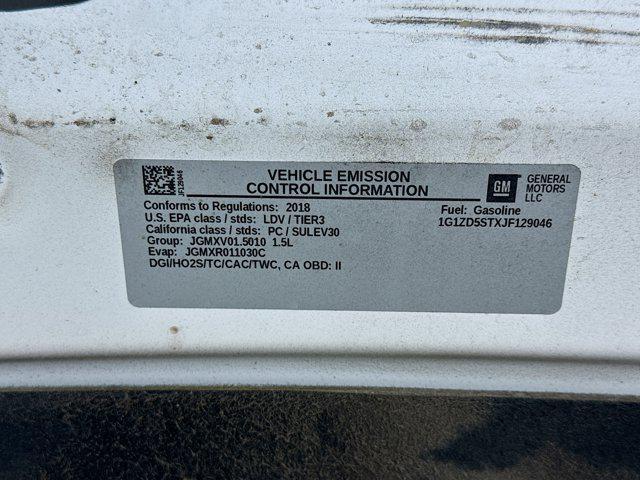 JF129046
VEHICLE EMISSION
CONTROL INFORMATION
GM
GENERAL
MOTORS
LLC
Conforms to Regulations: 2018
Fuel: Gasoline
U.S. EPA class / stds: LDV / TIER3
1G1ZD5STXJF129046
California class / stds: PC / SULEV30
Group: JGMXV01.5010 1.5L
Evap: JGMXR011030C
DGI/HO2S/TC/CAC/TWC, CA OBD: II